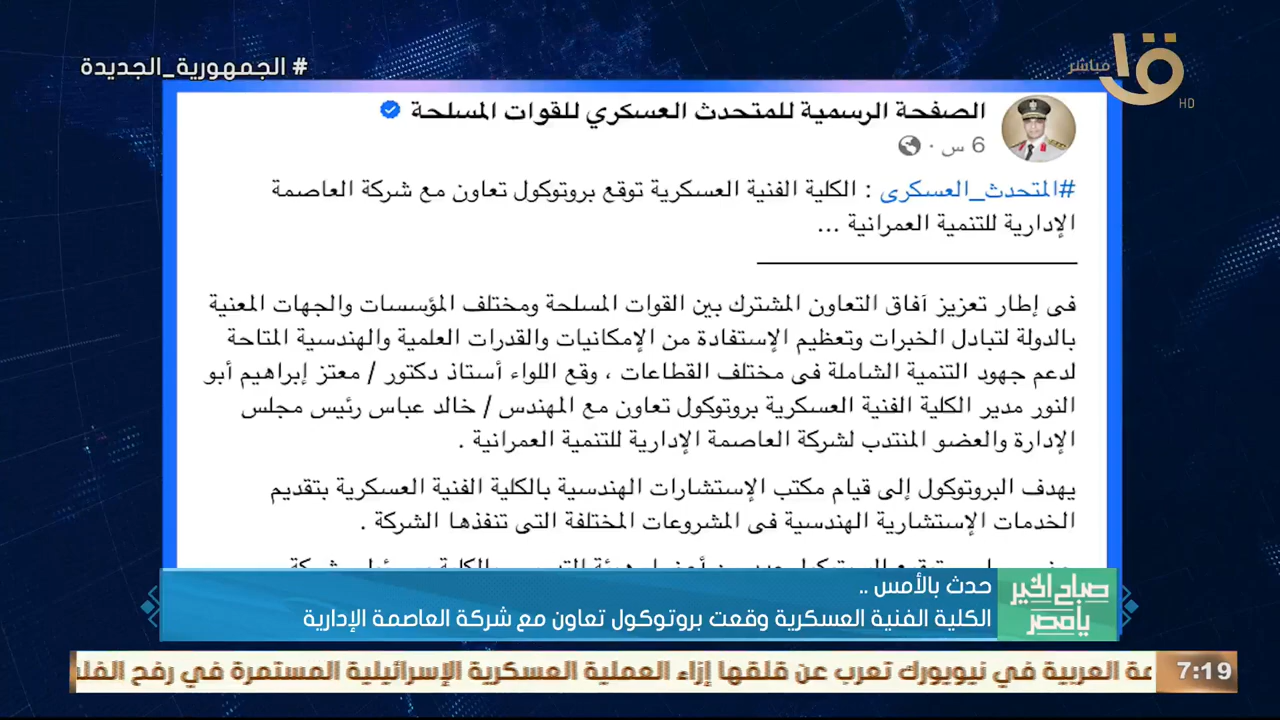 # الجمهورية_الجديدة
مباشر
HD
الصفحة الرسمية للمتحدث العسكري للقوات المسلحة
6 س ·
#المتحدث_العسكرى : الكلية الفنية العسكرية توقع بروتوكول تعاون مع شركة العاصمة
الإدارية للتنمية العمرانية ...
فى إطار تعزيز آفاق التعاون المشترك بين القوات المسلحة ومختلف المؤسسات والجهات المعنية
بالدولة لتبادل الخبرات وتعظيم الإستفادة من الإمكانيات والقدرات العلمية والهندسية المتاحة
لدعم جهود التنمية الشاملة فى مختلف القطاعات ، وقع اللواء أستاذ دكتور / معتز إبراهيم أبو
النور مدير الكلية الفنية العسكرية بروتوكول تعاون مع المهندس / خالد عباس رئيس مجلس
الإدارة والعضو المنتدب لشركة العاصمة الإدارية للتنمية العمرانية .
يهدف البروتوكول إلى قيام مكتب الإستشارات الهندسية بالكلية الفنية العسكرية بتقديم
الخدمات الإستشارية الهندسية فى المشروعات المختلفة التى تنفذها الشركة .
صباح الخير
يا مصر
حدث بالأمس ..
الكلية الفنية العسكرية وقعت بروتوكول تعاون مع شركة العاصمة الإدارية
7:19
العربية في نيويورك تعرب عن قلقها إزاء العملية العسكرية الإسرائيلية المستمرة في رفح